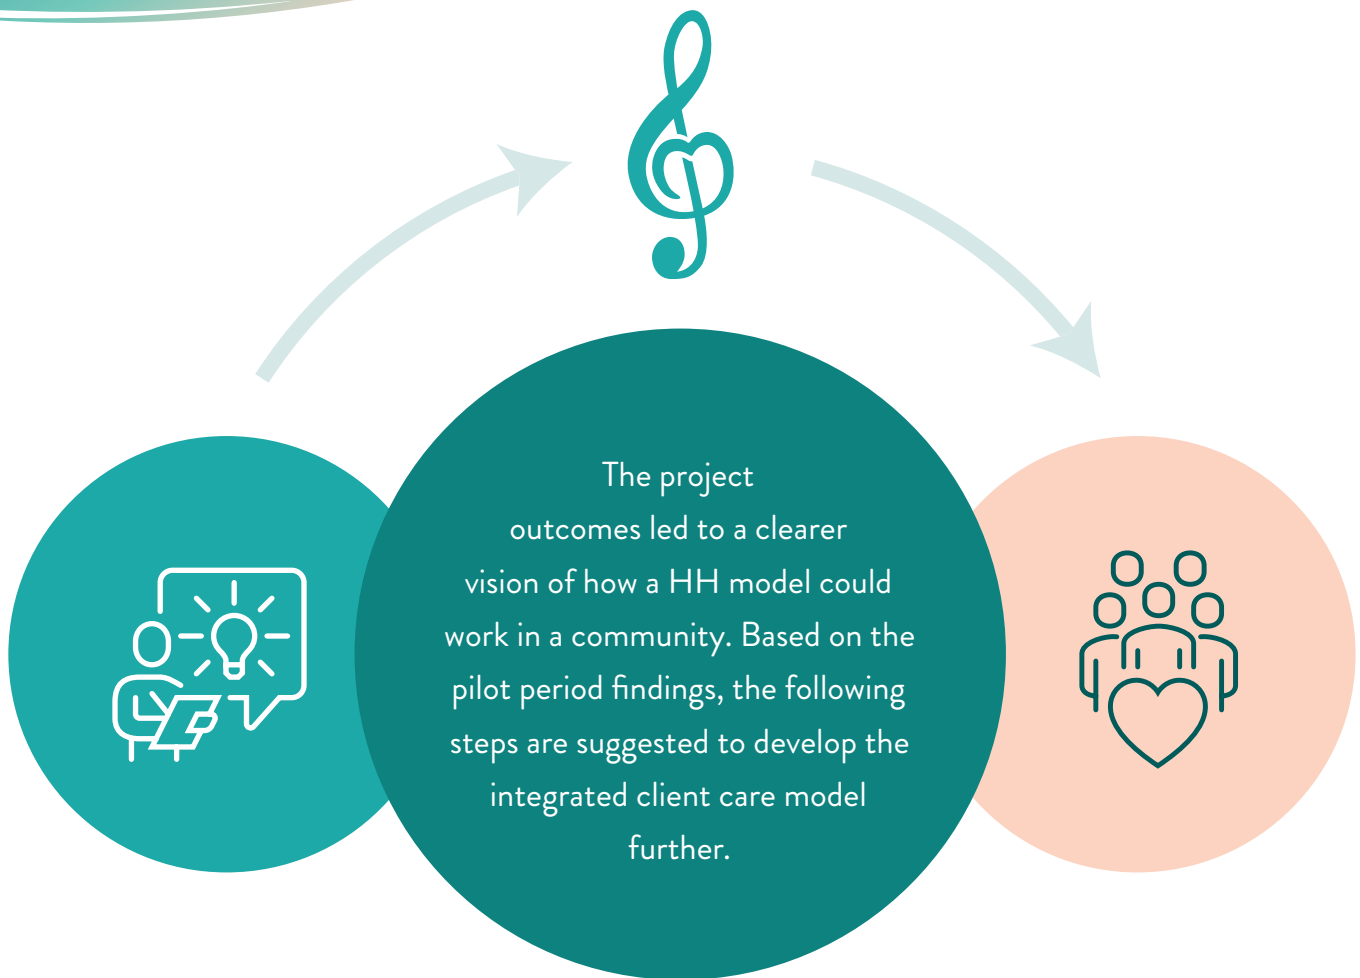 The project
outcomes led to a clearer
vision of how a HH model could
work in a community. Based on the
pilot period findings, the following
steps are suggested to develop the
integrated client care model
further.